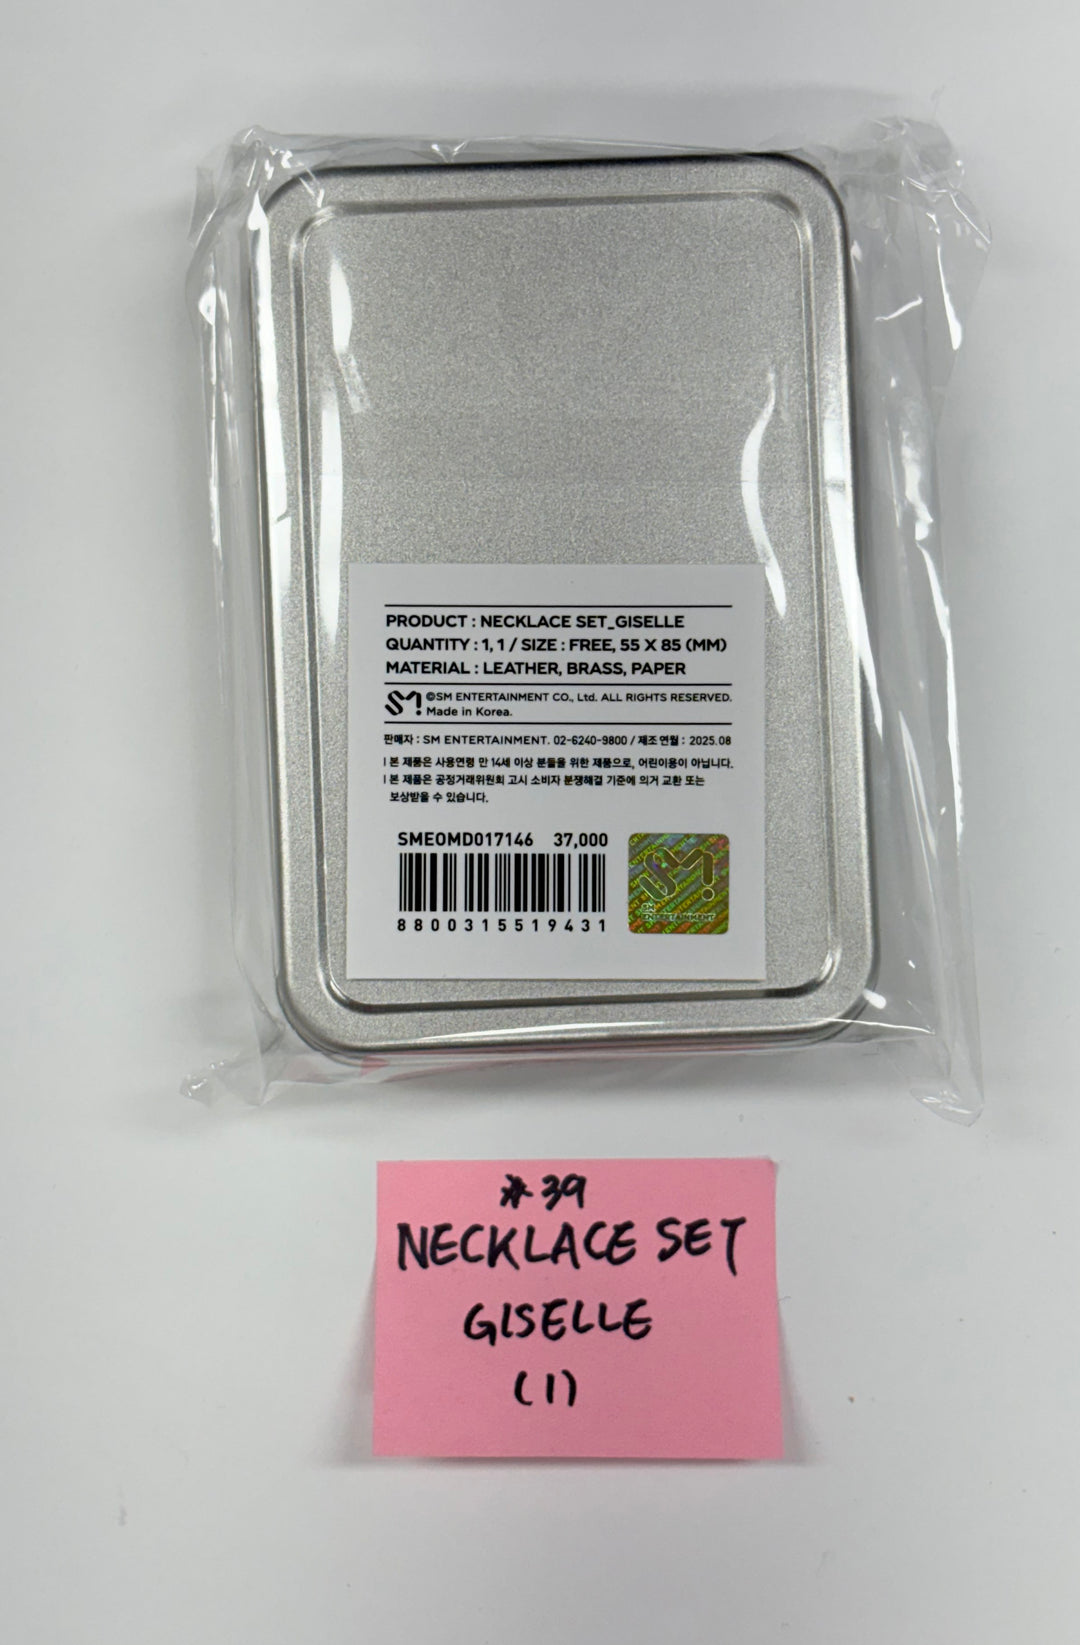 PRODUCT : NECKLACE SET_GISELLE
QUANTITY : 1, 1 / SIZE : FREE, 55 X 85 (MM)
MATERIAL : LEATHER, BRASS, PAPER
SM! ©SM ENTERTAINMENT CO., Ltd. ALL RIGHTS RESERVED.
Made in Korea.
판매자 : SM ENTERTAINMENT. 02-6240-9800 / 제조 연월 : 2025.08
| 본 제품은 사용연령 만 14세 이상 분들을 위한 제품으로, 어린이용이 아닙니다.
| 본 제품은 공정거래위원회 고시 소비자 분쟁해결 기준에 의거 교환 또는
보상받을 수 있습니다.
SMEOMD017146 37,000
8800315519431
SM!
SM
ENTERTAINMENT
#39
NECKLACE SET
GISELLE
(1)